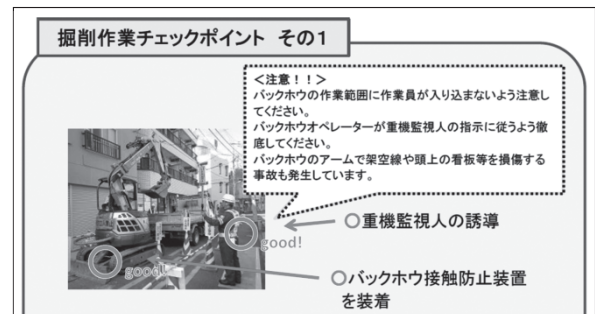 掘削作業チェックポイント その１
＜注意！！＞
バックホウの作業範囲に作業員が入り込まないよう注意し
てください。
バックホウオペレーターが重機監視人の指示に従うよう徹
底してください。
バックホウのアームで架空線や頭上の看板等を損傷する
事故も発生しています。
○重機監視人の誘導
good!
good!
○バックホウ接触防止装置
を装着